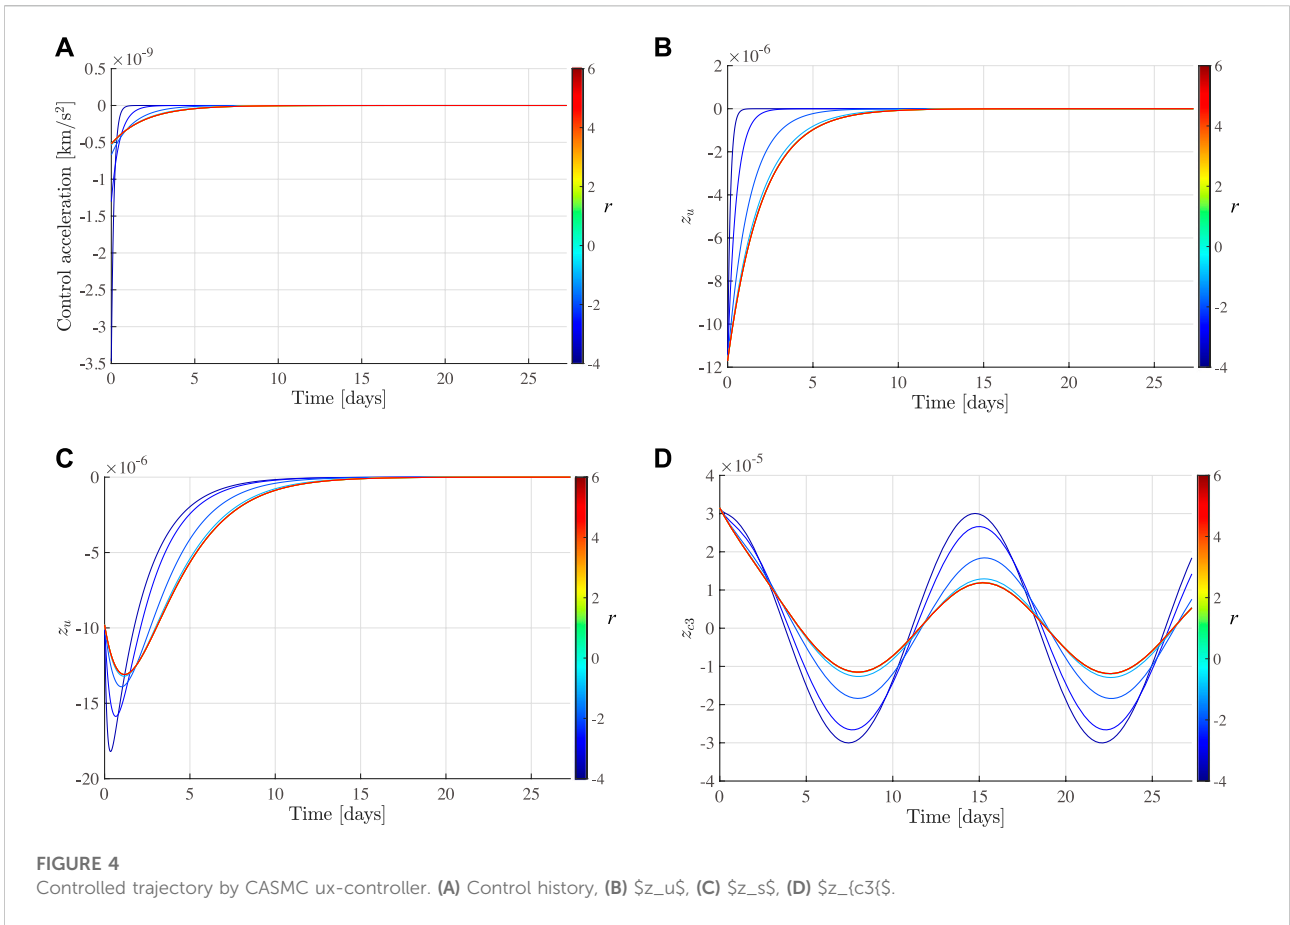 A
×10⁻⁹
0.5
0
-0.5
-1
-1.5
-2
-2.5
-3
-3.5
Control acceleration [km/s²]
0 5 10 15 20 25
Time [days]
6
4
2
0
-2
-4
r
B
×10⁻⁶
2
0
-2
-4
-6
-8
-10
-12
z_u
0 5 10 15 20 25
Time [days]
6
4
2
0
-2
-4
r
C
×10⁻⁶
0
-5
-10
-15
-20
z_u
0 5 10 15 20 25
Time [days]
6
4
2
0
-2
-4
r
D
×10⁻⁵
4
3
2
1
0
-1
-2
-3
-4
z_c3
0 5 10 15 20 25
Time [days]
6
4
2
0
-2
-4
r
FIGURE 4
Controlled trajectory by CASMC ux-controller. (A) Control history, (B) $z_u$, (C) $z_s$, (D) $z_{c3{$.